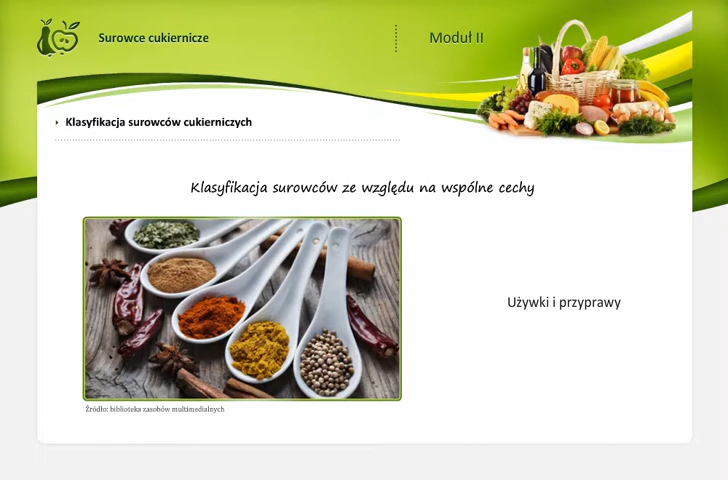 Surowce cukiernicze
Moduł II
Klasyfikacja surowców cukierniczych
Klasyfikacja surowców ze względu na wspólne cechy
Używki i przyprawy
Źródło: biblioteka zasobów multimedialnych